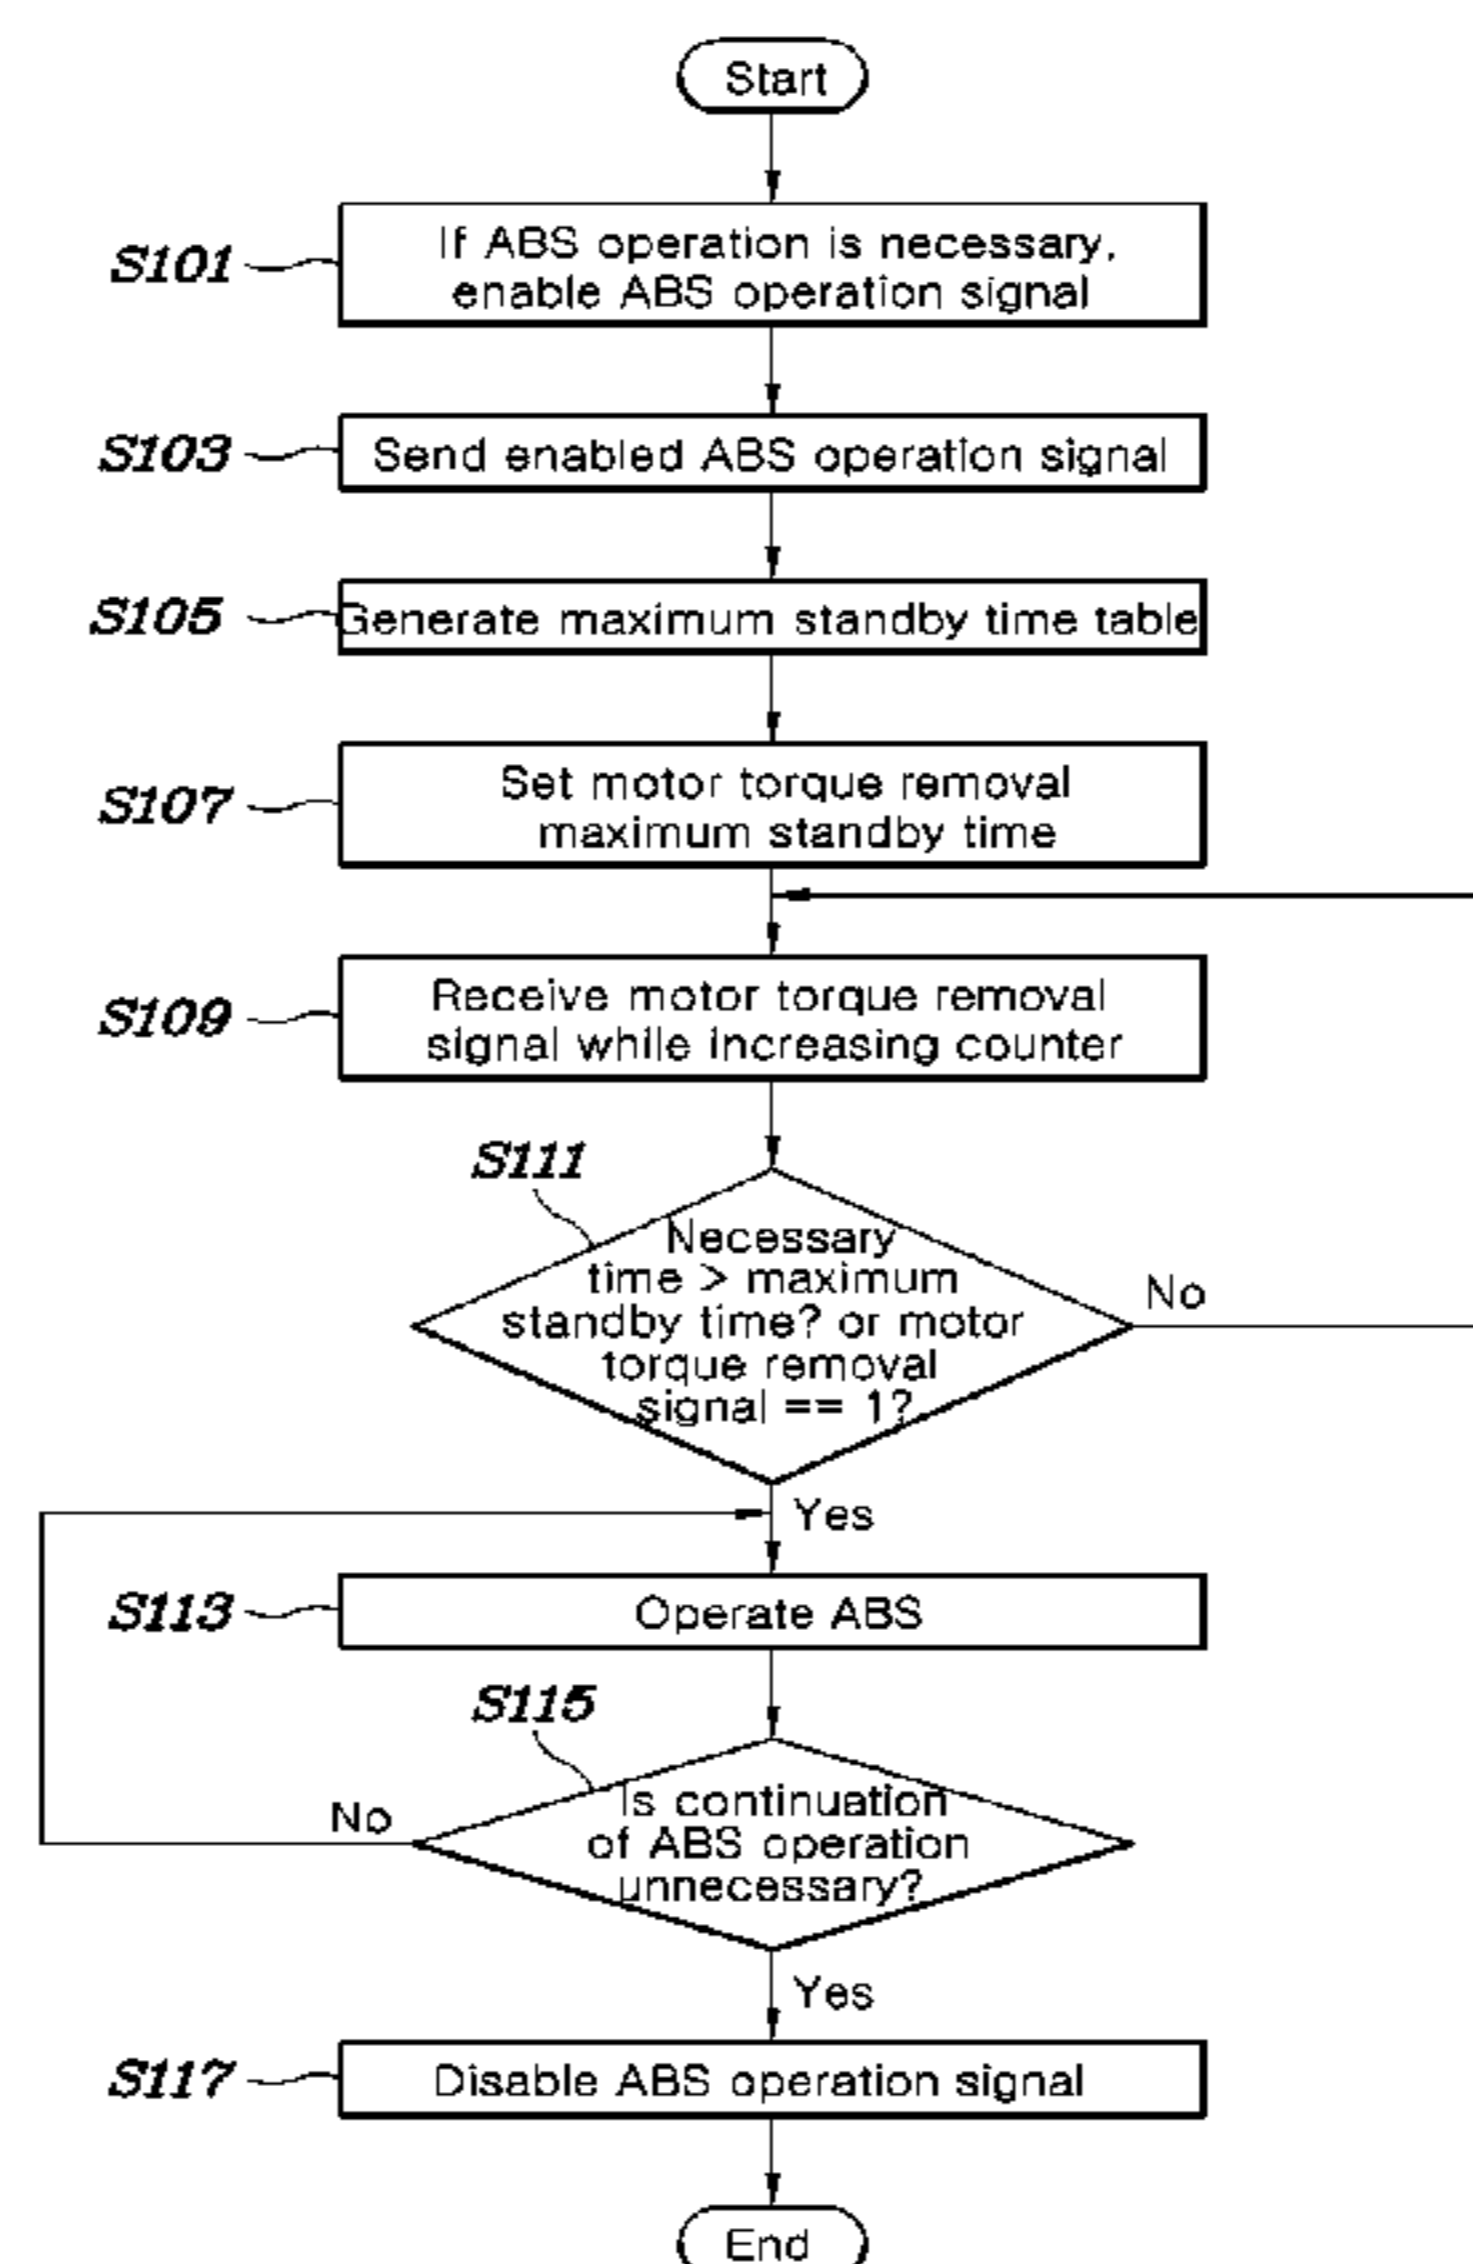 Start
S101
If ABS operation is necessary,
enable ABS operation signal
S103
Send enabled ABS operation signal
S105
Generate maximum standby time table
S107
Set motor torque removal
maximum standby time
S109
Receive motor torque removal
signal while increasing counter
S111
Necessary
time > maximum
standby time? or motor
torque removal
signal == 1?
No
Yes
S113
Operate ABS
S115
Is continuation
of ABS operation
unnecessary?
No
Yes
S117
Disable ABS operation signal
End